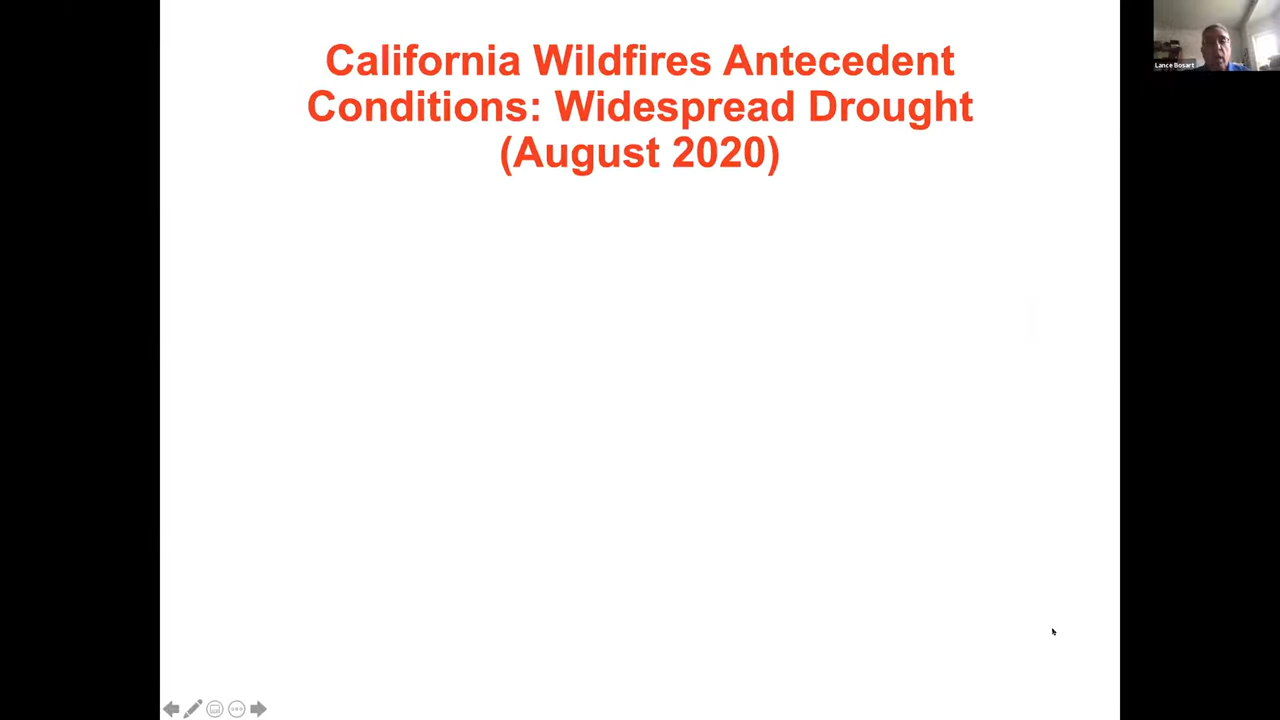 California Wildfires Antecedent
Conditions: Widespread Drought
(August 2020)
Lance Bosart